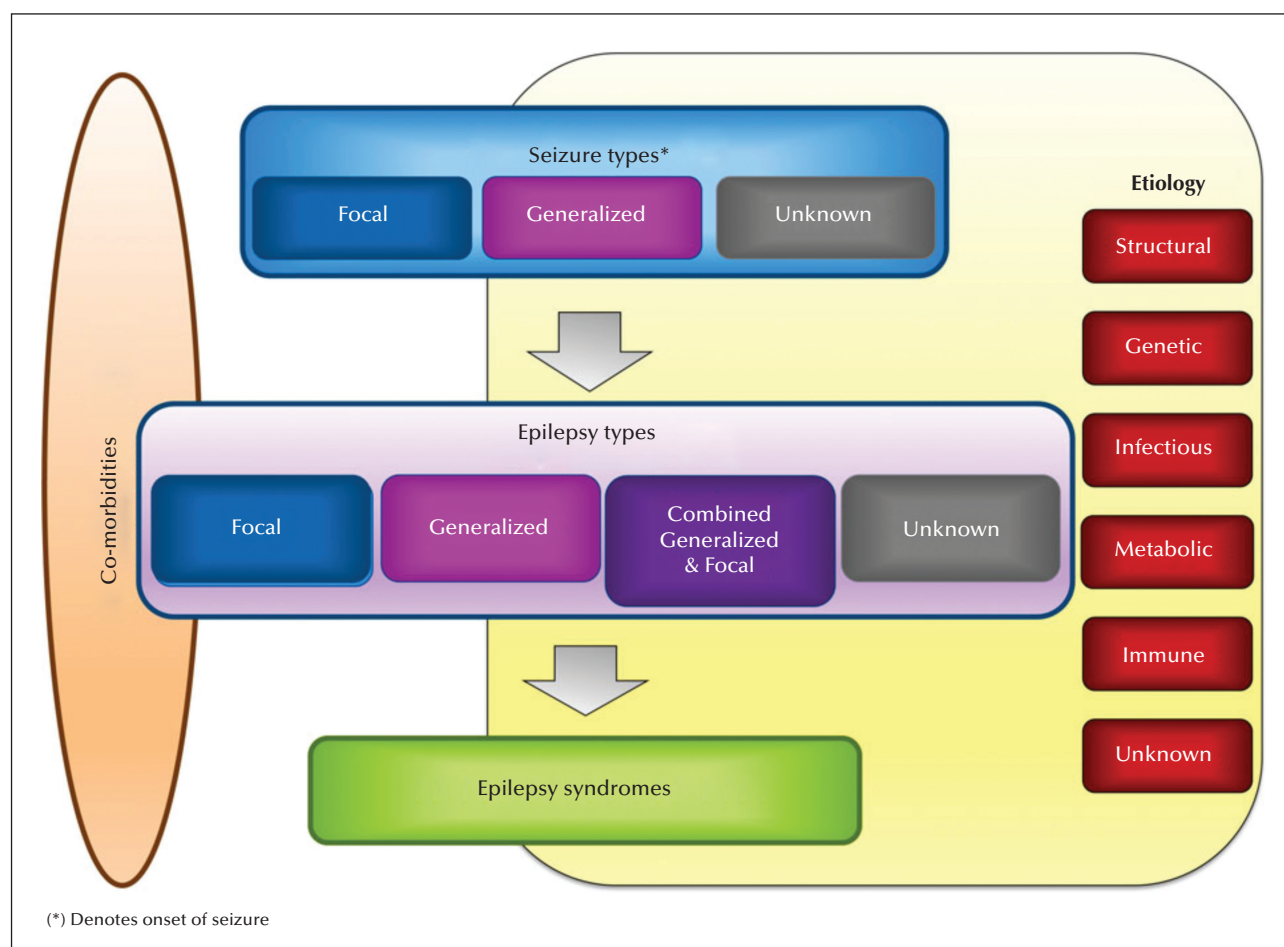 Seizure types*
Focal
Generalized
Unknown
Etiology
Structural
Genetic
Infectious
Metabolic
Immune
Unknown
Co-morbidities
Epilepsy types
Focal
Generalized
Combined
Generalized
& Focal
Unknown
Epilepsy syndromes
(*) Denotes onset of seizure